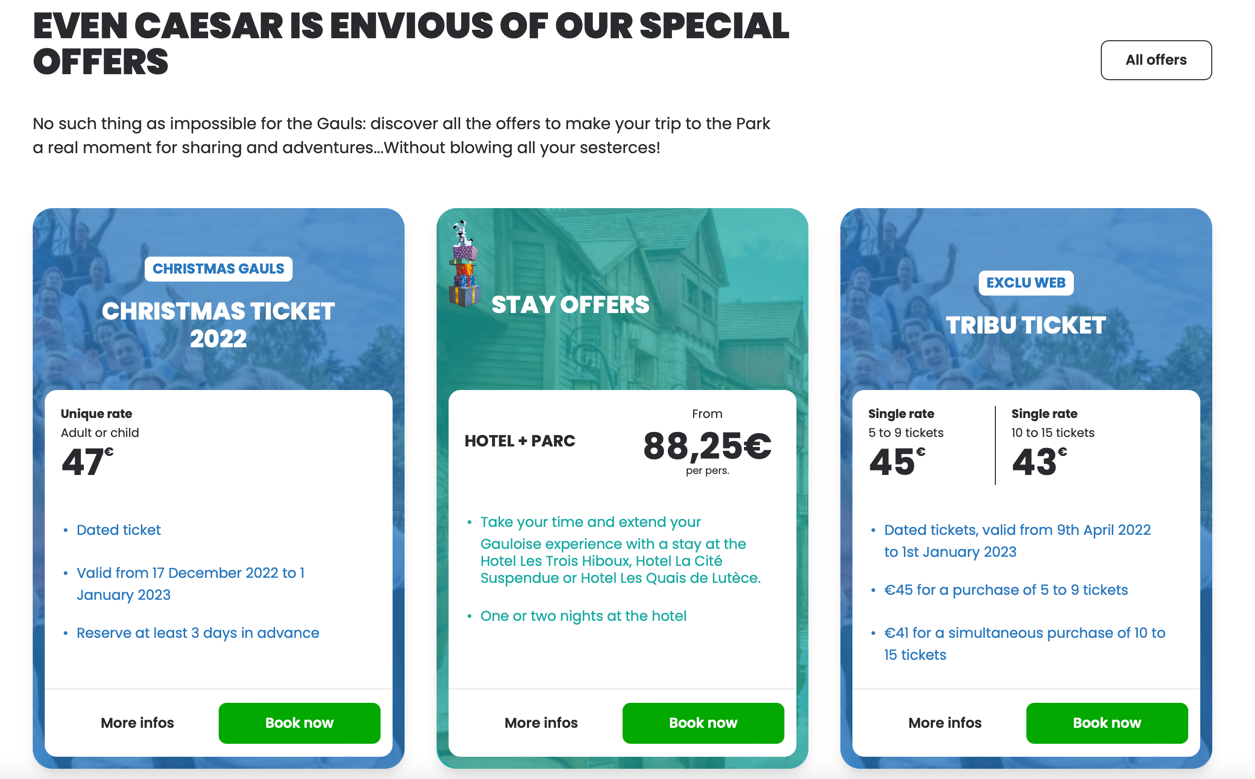 EVEN CAESAR IS ENVIOUS OF OUR SPECIAL
OFFERS
All offers
No such thing as impossible for the Gauls: discover all the offers to make your trip to the Park
a real moment for sharing and adventures...Without blowing all your sesterces!
CHRISTMAS GAULS
CHRISTMAS TICKET
2022
Unique rate
Adult or child
47€
• Dated ticket
• Valid from 17 December 2022 to 1
January 2023
• Reserve at least 3 days in advance
More infos
Book now
STAY OFFERS
HOTEL + PARC
From
88,25€
per pers.
• Take your time and extend your
Gauloise experience with a stay at the
Hotel Les Trois Hiboux, Hotel La Cité
Suspendue or Hotel Les Quais de Lutèce.
• One or two nights at the hotel
More infos
Book now
EXCLU WEB
TRIBU TICKET
Single rate
5 to 9 tickets
45€
Single rate
10 to 15 tickets
43€
• Dated tickets, valid from 9th April 2022
to 1st January 2023
• €45 for a purchase of 5 to 9 tickets
• €41 for a simultaneous purchase of 10 to
15 tickets
More infos
Book now